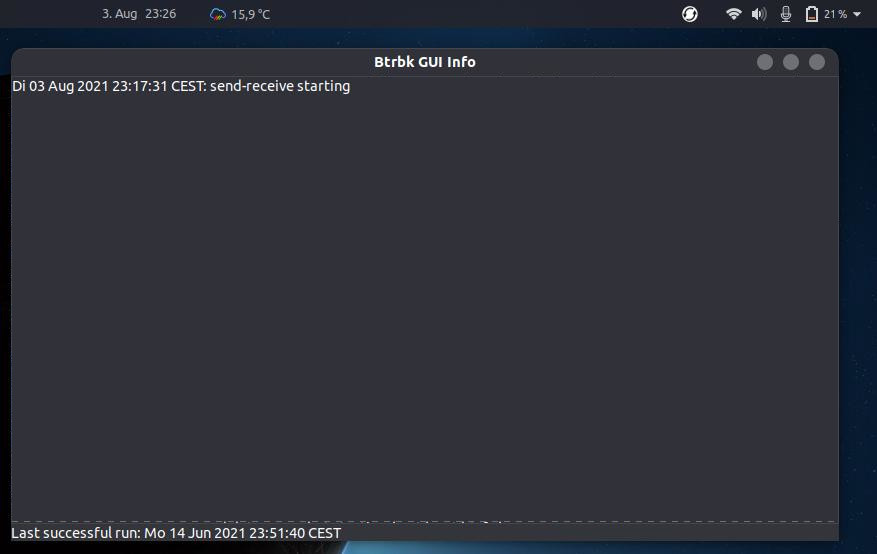 3. Aug 23:26 15,9 °C 21 %
Btrbk GUI Info
Di 03 Aug 2021 23:17:31 CEST: send-receive starting
Last successful run: Mo 14 Jun 2021 23:51:40 CEST